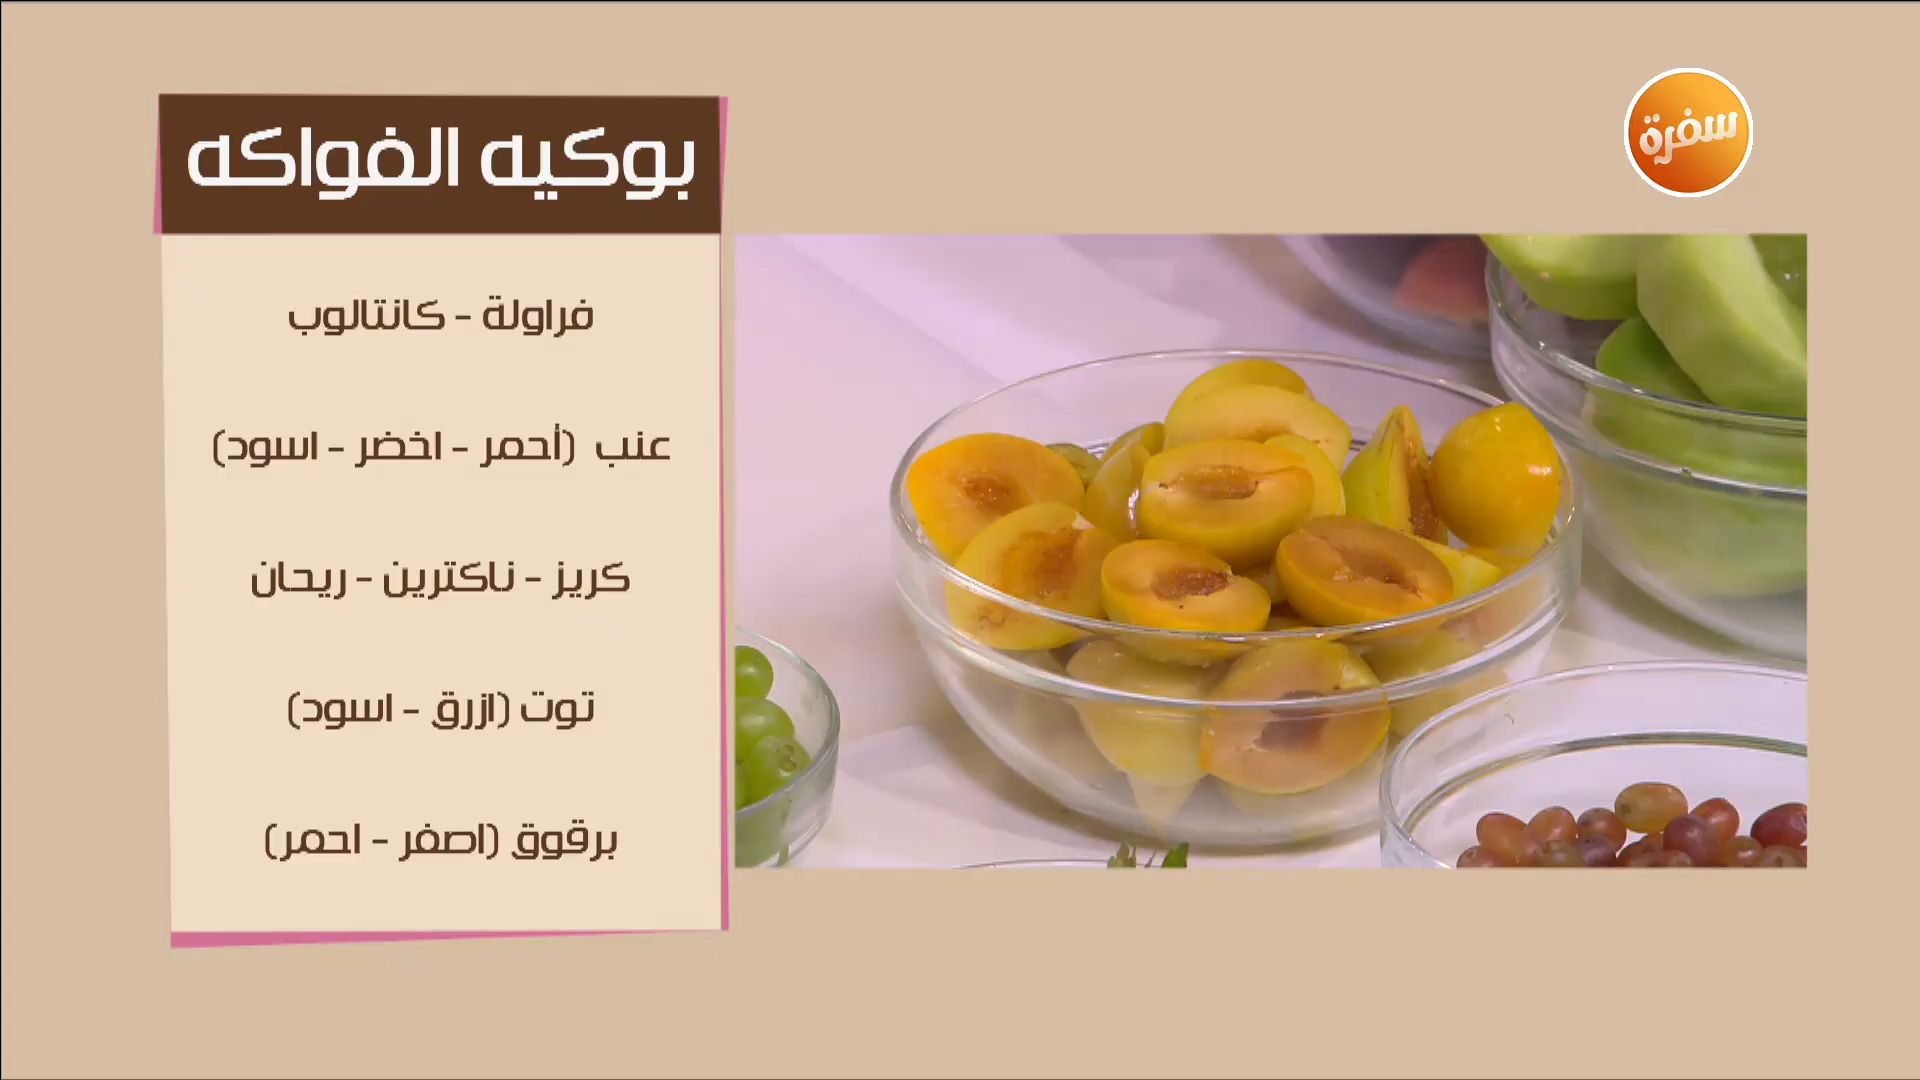 سفرة
بوكيه الفواكه
فراولة - كانتالوب
عنب (أحمر - اخضر - اسود)
كريز - ناكترين - ريحان
توت (ازرق - اسود)
برقوق (اصفر - احمر)